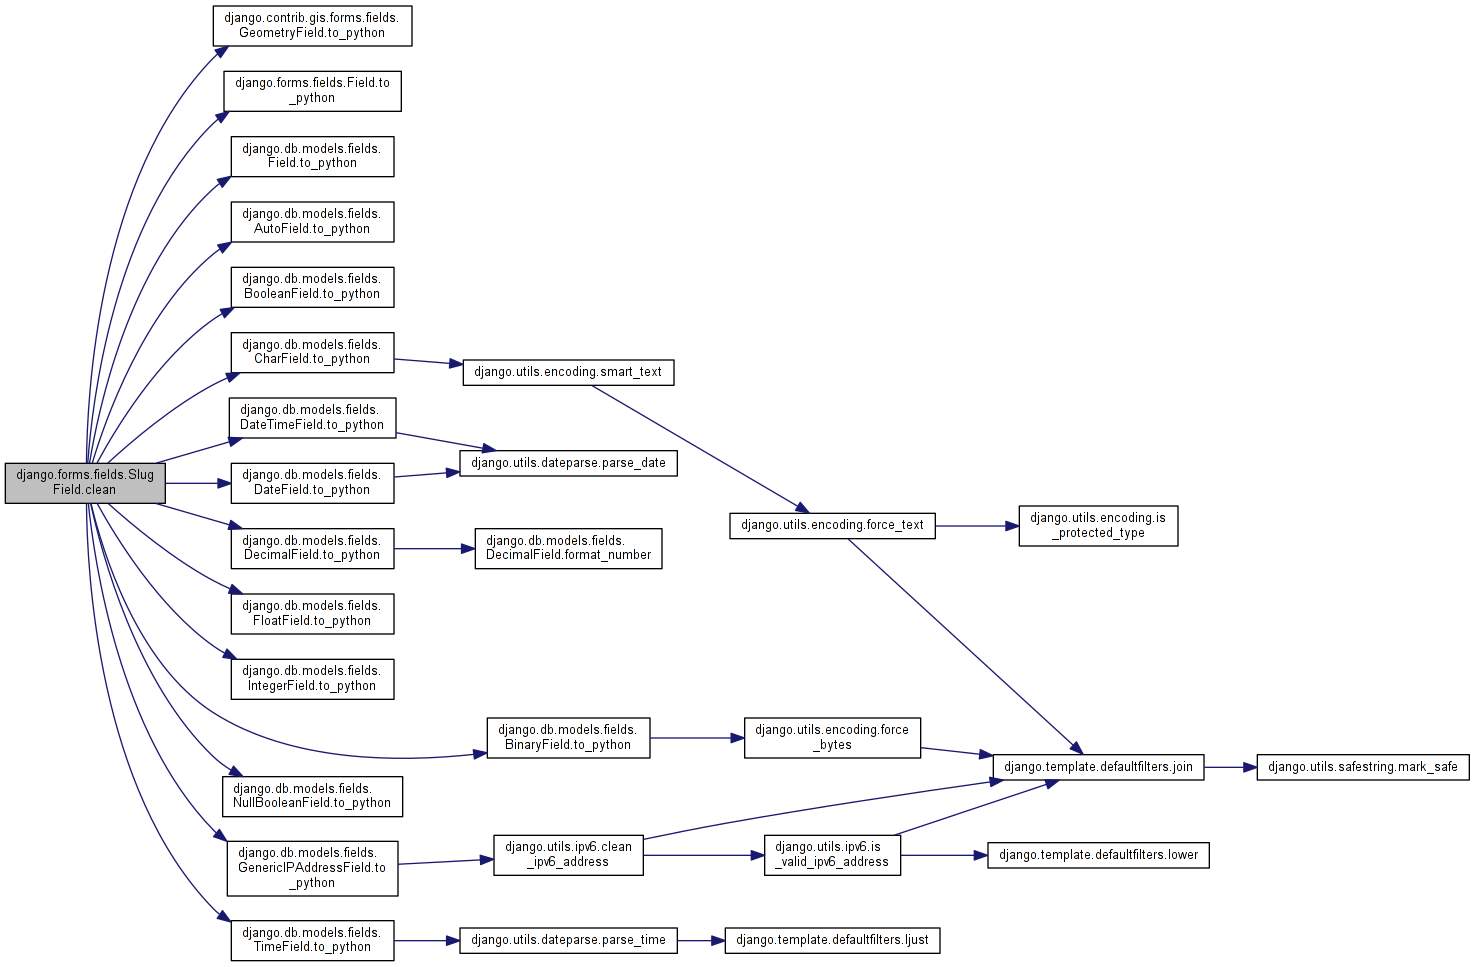 django.contrib.gis.forms.fields.
GeometryField.to_python
django.forms.fields.Field.to
_python
django.db.models.fields.
Field.to_python
django.db.models.fields.
AutoField.to_python
django.db.models.fields.
BooleanField.to_python
django.db.models.fields.
CharField.to_python
django.utils.encoding.smart_text
django.db.models.fields.
DateTimeField.to_python
django.utils.dateparse.parse_date
django.forms.fields.Slug
Field.clean
django.db.models.fields.
DateField.to_python
django.utils.encoding.force_text
django.utils.encoding.is
_protected_type
django.db.models.fields.
DecimalField.to_python
django.db.models.fields.
DecimalField.format_number
django.db.models.fields.
FloatField.to_python
django.db.models.fields.
IntegerField.to_python
django.db.models.fields.
BinaryField.to_python
django.utils.encoding.force
_bytes
django.template.defaultfilters.join
django.utils.safestring.mark_safe
django.db.models.fields.
NullBooleanField.to_python
django.db.models.fields.
GenericIPAddressField.to
_python
django.utils.ipv6.clean
_ipv6_address
django.utils.ipv6.is
_valid_ipv6_address
django.template.defaultfilters.lower
django.db.models.fields.
TimeField.to_python
django.utils.dateparse.parse_time
django.template.defaultfilters.ljust